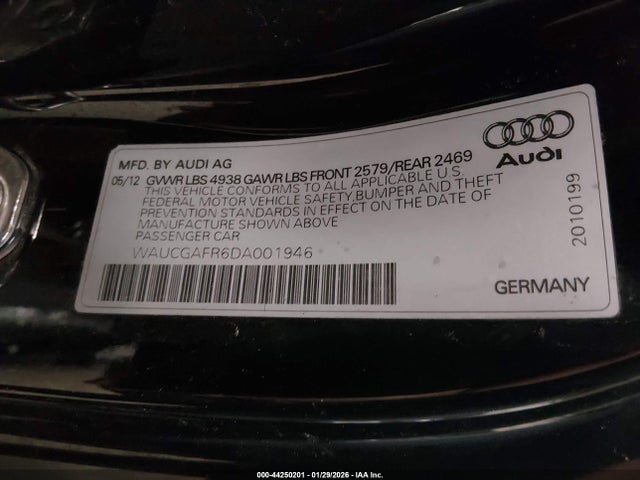 MFD. BY AUDI AG
05/12 GVWR LBS 4938 GAWR LBS FRONT 2579/REAR 2469
THIS VEHICLE CONFORMS TO ALL APPLICABLE U.S.
FEDERAL MOTOR VEHICLE SAFETY,BUMPER AND THEFT
PREVENTION STANDARDS IN EFFECT ON THE DATE OF
MANUFACTURE SHOWN ABOVE
PASSENGER CAR
WAUCGAFR6DA001946
Audi
2010199
GERMANY
000-44250201 - 01/29/2026 - IAA Inc.